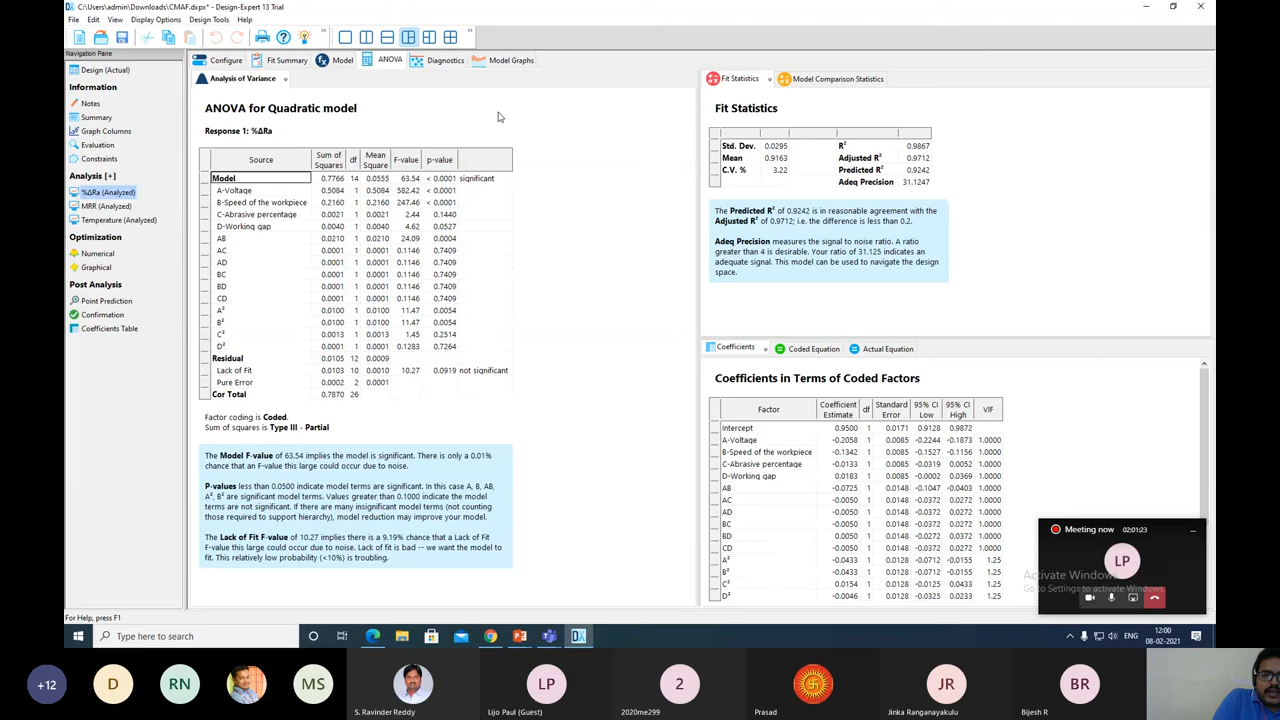 C:\Users\admin\Downloads\CMAF.dxpx* - Design-Expert 13 Trial
File Edit View Display Options Design Tools Help
Navigation Pane
Design (Actual)
Information
Notes
Summary
Graph Columns
Evaluation
Constraints
Analysis [+]
%ΔRa (Analyzed)
MRR (Analyzed)
Temperature (Analyzed)
Optimization
Numerical
Graphical
Post Analysis
Point Prediction
Confirmation
Coefficients Table
Configure Fit Summary Model ANOVA Diagnostics Model Graphs
Analysis of Variance
ANOVA for Quadratic model
Response 1: %ΔRa
Source Sum of Squares df Mean Square F-value p-value
Model 0.7766 14 0.0555 63.54 < 0.0001 significant
A-Voltage 0.5084 1 0.5084 582.42 < 0.0001
B-Speed of the workpiece 0.2160 1 0.2160 247.46 < 0.0001
C-Abrasive percentage 0.0021 1 0.0021 2.44 0.1440
D-Working gap 0.0040 1 0.0040 4.62 0.0527
AB 0.0210 1 0.0210 24.09 0.0004
AC 0.0001 1 0.0001 0.1146 0.7409
AD 0.0001 1 0.0001 0.1146 0.7409
BC 0.0001 1 0.0001 0.1146 0.7409
BD 0.0001 1 0.0001 0.1146 0.7409
CD 0.0001 1 0.0001 0.1146 0.7409
A² 0.0100 1 0.0100 11.47 0.0054
B² 0.0100 1 0.0100 11.47 0.0054
C² 0.0013 1 0.0013 1.45 0.2514
D² 0.0001 1 0.0001 0.1283 0.7264
Residual 0.0105 12 0.0009
Lack of Fit 0.0103 10 0.0010 10.27 0.0919 not significant
Pure Error 0.0002 2 0.0001
Cor Total 0.7870 26
Factor coding is Coded.
Sum of squares is Type III - Partial
The Model F-value of 63.54 implies the model is significant. There is only a 0.01%
chance that an F-value this large could occur due to noise.
P-values less than 0.0500 indicate model terms are significant. In this case A, B, AB,
A², B² are significant model terms. Values greater than 0.1000 indicate the model
terms are not significant. If there are many insignificant model terms (not counting
those required to support hierarchy), model reduction may improve your model.
The Lack of Fit F-value of 10.27 implies there is a 9.19% chance that a Lack of Fit
F-value this large could occur due to noise. Lack of fit is bad -- we want the model to
fit. This relatively low probability (<10%) is troubling.
Fit Statistics Model Comparison Statistics
Fit Statistics
Std. Dev. 0.0295 R² 0.9867
Mean 0.9163 Adjusted R² 0.9712
C.V. % 3.22 Predicted R² 0.9242
Adeq Precision 31.1247
The Predicted R² of 0.9242 is in reasonable agreement with the
Adjusted R² of 0.9712; i.e. the difference is less than 0.2.
Adeq Precision measures the signal to noise ratio. A ratio
greater than 4 is desirable. Your ratio of 31.125 indicates an
adequate signal. This model can be used to navigate the design
space.
Coefficients Coded Equation Actual Equation
Coefficients in Terms of Coded Factors
Factor Coefficient Estimate df Standard Error 95% CI Low 95% CI High VIF
Intercept 0.9500 1 0.0171 0.9128 0.9872
A-Voltage -0.2058 1 0.0085 -0.2244 -0.1873 1.0000
B-Speed of the workpiece -0.1342 1 0.0085 -0.1527 -0.1156 1.0000
C-Abrasive percentage -0.0133 1 0.0085 -0.0319 0.0052 1.0000
D-Working gap 0.0183 1 0.0085 -0.0002 0.0369 1.0000
AB -0.0725 1 0.0148 -0.1047 -0.0403 1.0000
AC -0.0050 1 0.0148 -0.0372 0.0272 1.0000
AD -0.0050 1 0.0148 -0.0372 0.0272 1.0000
BC -0.0050 1 0.0148 -0.0372 0.0272 1.0000
BD 0.0050 1 0.0148 -0.0272 0.0372 1.0000
CD -0.0050 1 0.0148 -0.0372 0.0272 1.0000
A² -0.0433 1 0.0128 -0.0712 -0.0155 1.25
B² -0.0433 1 0.0128 -0.0712 -0.0155 1.25
C² 0.0154 1 0.0128 -0.0125 0.0433 1.25
D² -0.0046 1 0.0128 -0.0325 0.0232 1.25
Meeting now 02:01:23
LP
Activate Windows
Go to Settings to activate Windows.
For Help, press F1
Type here to search
ENG
12:00
08-02-2021
+12 D RN MS LP 2 JR BR
S. Ravinder Reddy Lijo Paul (Guest) 2020me299 Prasad Jinka Ranganayakulu Bijesh R